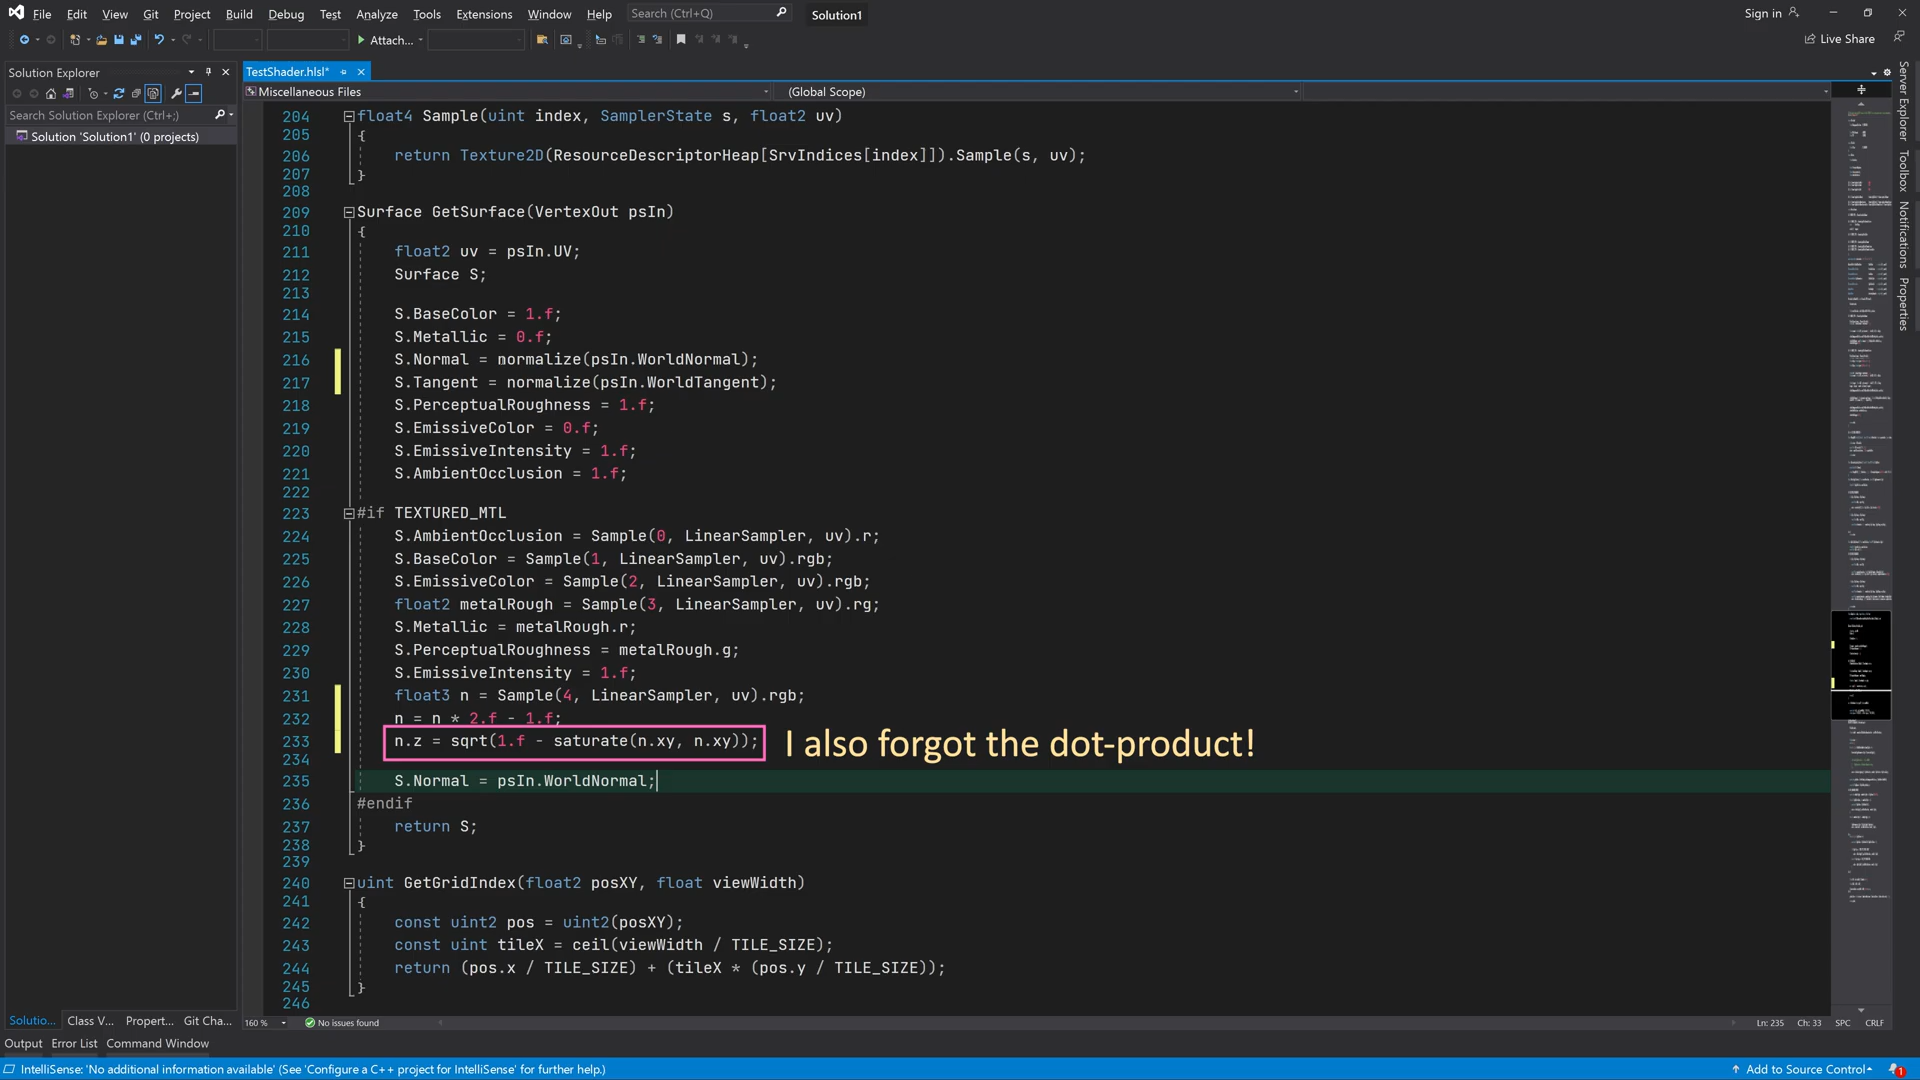 File Edit View Git Project Build Debug Test Analyze Tools Extensions Window Help Search (Ctrl+Q) Solution1 Sign in
Attach... Live Share
Solution Explorer TestShader.hlsl*
Miscellaneous Files (Global Scope)
Search Solution Explorer (Ctrl+;)
Solution 'Solution1' (0 projects)
204 float4 Sample(uint index, SamplerState s, float2 uv)
205 {
206 return Texture2D(ResourceDescriptorHeap[SrvIndices[index]]).Sample(s, uv);
207 }
208
209 Surface GetSurface(VertexOut psIn)
210 {
211 float2 uv = psIn.UV;
212 Surface S;
213
214 S.BaseColor = 1.f;
215 S.Metallic = 0.f;
216 S.Normal = normalize(psIn.WorldNormal);
217 S.Tangent = normalize(psIn.WorldTangent);
218 S.PerceptualRoughness = 1.f;
219 S.EmissiveColor = 0.f;
220 S.EmissiveIntensity = 1.f;
221 S.AmbientOcclusion = 1.f;
222
223 #if TEXTURED_MTL
224 S.AmbientOcclusion = Sample(0, LinearSampler, uv).r;
225 S.BaseColor = Sample(1, LinearSampler, uv).rgb;
226 S.EmissiveColor = Sample(2, LinearSampler, uv).rgb;
227 float2 metalRough = Sample(3, LinearSampler, uv).rg;
228 S.Metallic = metalRough.r;
229 S.PerceptualRoughness = metalRough.g;
230 S.EmissiveIntensity = 1.f;
231 float3 n = Sample(4, LinearSampler, uv).rgb;
232 n = n * 2.f - 1.f;
233 n.z = sqrt(1.f - saturate(n.xy, n.xy)); I also forgot the dot-product!
234
235 S.Normal = psIn.WorldNormal;
236 #endif
237 return S;
238 }
239
240 uint GetGridIndex(float2 posXY, float viewWidth)
241 {
242 const uint2 pos = uint2(posXY);
243 const uint tileX = ceil(viewWidth / TILE_SIZE);
244 return (pos.x / TILE_SIZE) + (tileX * (pos.y / TILE_SIZE));
245 }
246
Server Explorer
Toolbox
Notifications
Properties
Solutio... Class V... Propert... Git Cha... 160 % No issues found Ln: 235 Ch: 33 SPC CRLF
Output Error List Command Window
IntelliSense: 'No additional information available' (See 'Configure a C++ project for IntelliSense' for further help.) Add to Source Control 1